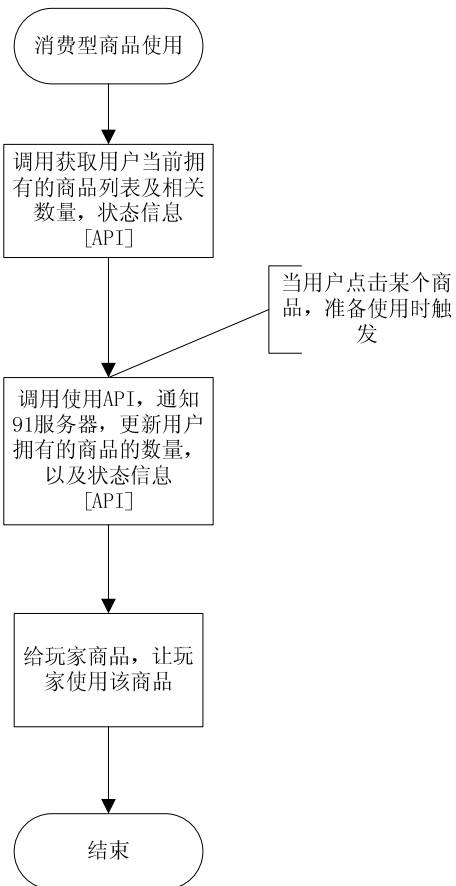 消费型商品使用
调用获取用户当前拥
有的商品列表及相关
数量，状态信息
[API]
当用户点击某个商
品，准备使用时触
发
调用使用API，通知
91服务器，更新用户
拥有的商品的数量，
以及状态信息
[API]
给玩家商品，让玩
家使用该商品
结束